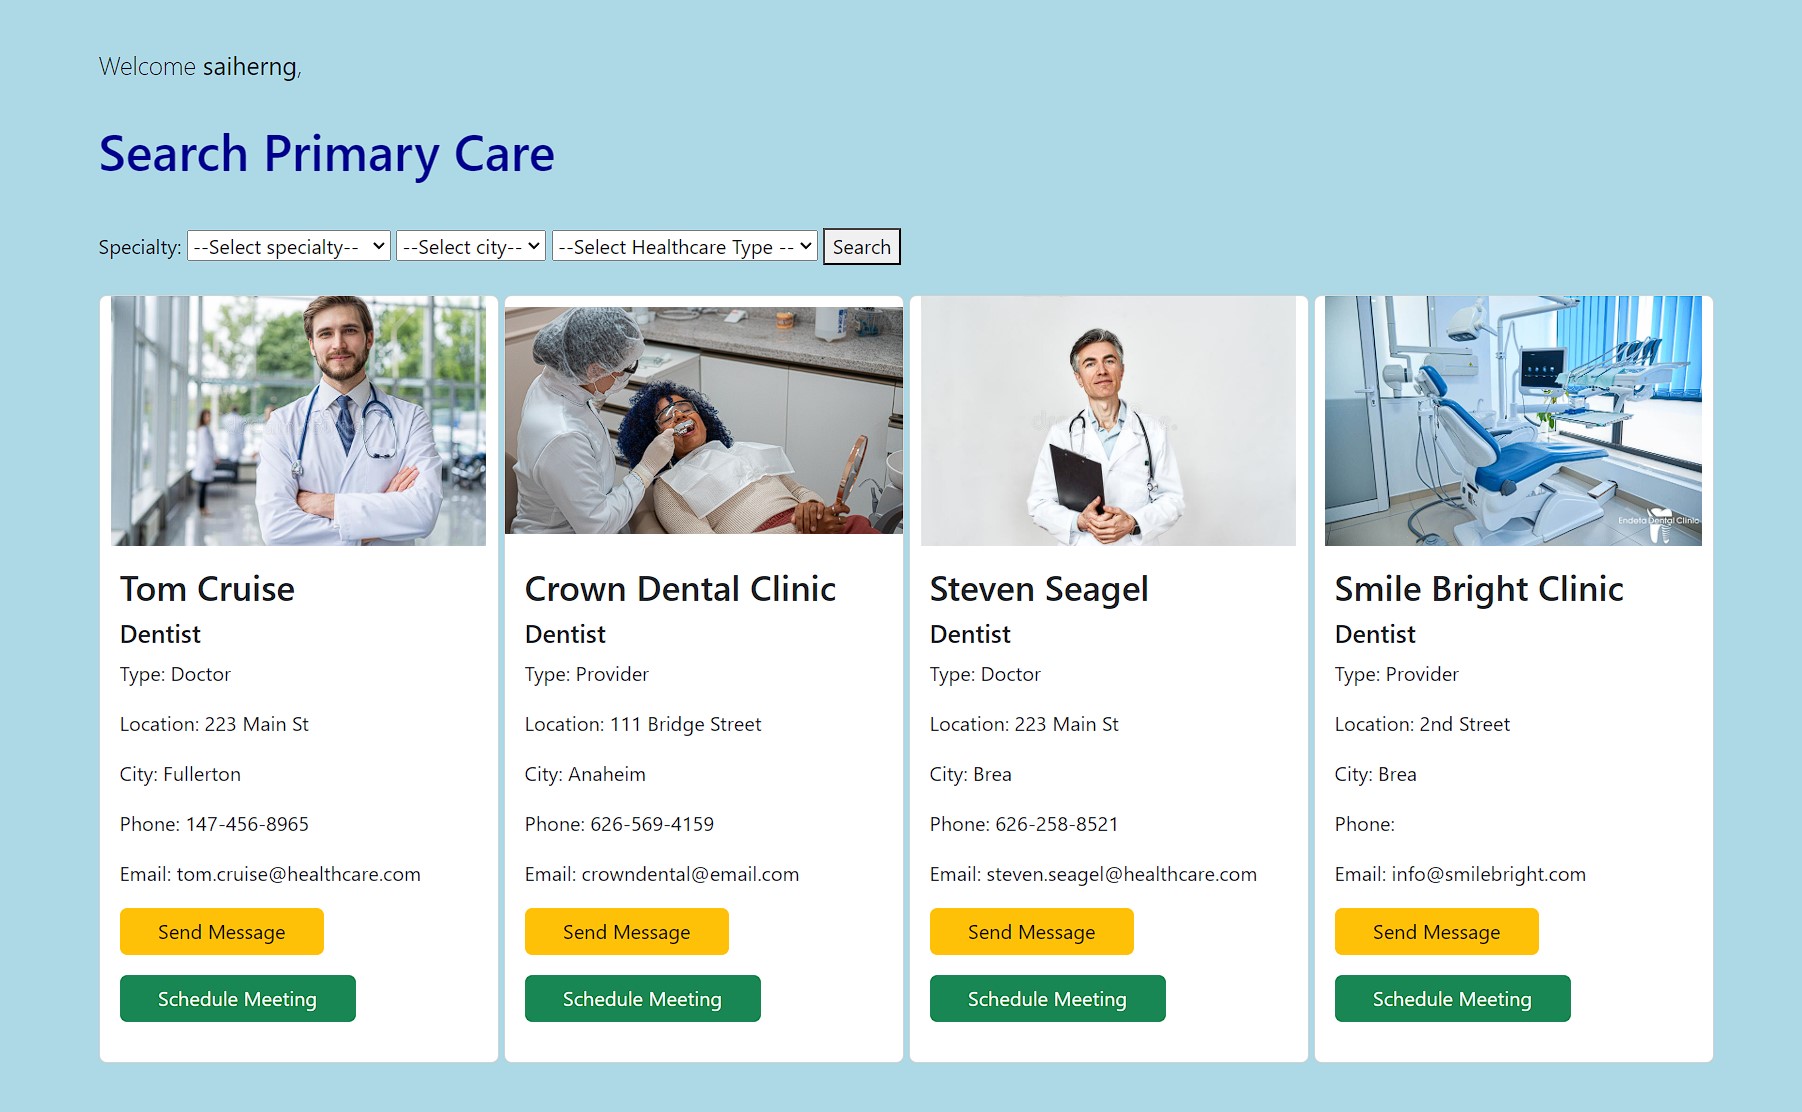 Welcome saiherng,
Search Primary Care
Specialty: --Select specialty-- --Select city-- --Select Healthcare Type -- Search
Endeta Dental Clinic
Tom Cruise
Dentist
Type: Doctor
Location: 223 Main St
City: Fullerton
Phone: 147-456-8965
Email: tom.cruise@healthcare.com
Send Message
Schedule Meeting
Crown Dental Clinic
Dentist
Type: Provider
Location: 111 Bridge Street
City: Anaheim
Phone: 626-569-4159
Email: crowndental@email.com
Send Message
Schedule Meeting
Steven Seagel
Dentist
Type: Doctor
Location: 223 Main St
City: Brea
Phone: 626-258-8521
Email: steven.seagel@healthcare.com
Send Message
Schedule Meeting
Smile Bright Clinic
Dentist
Type: Provider
Location: 2nd Street
City: Brea
Phone:
Email: info@smilebright.com
Send Message
Schedule Meeting